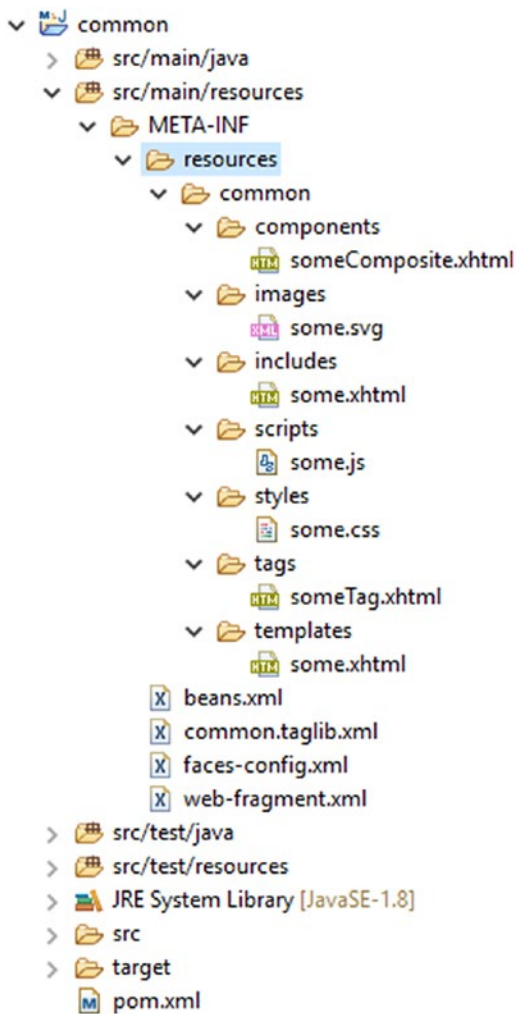 common
src/main/java
src/main/resources
META-INF
resources
common
components
someComposite.xhtml
images
some.svg
includes
some.xhtml
scripts
some.js
styles
some.css
tags
someTag.xhtml
templates
some.xhtml
beans.xml
common.taglib.xml
faces-config.xml
web-fragment.xml
src/test/java
src/test/resources
JRE System Library [JavaSE-1.8]
src
target
pom.xml